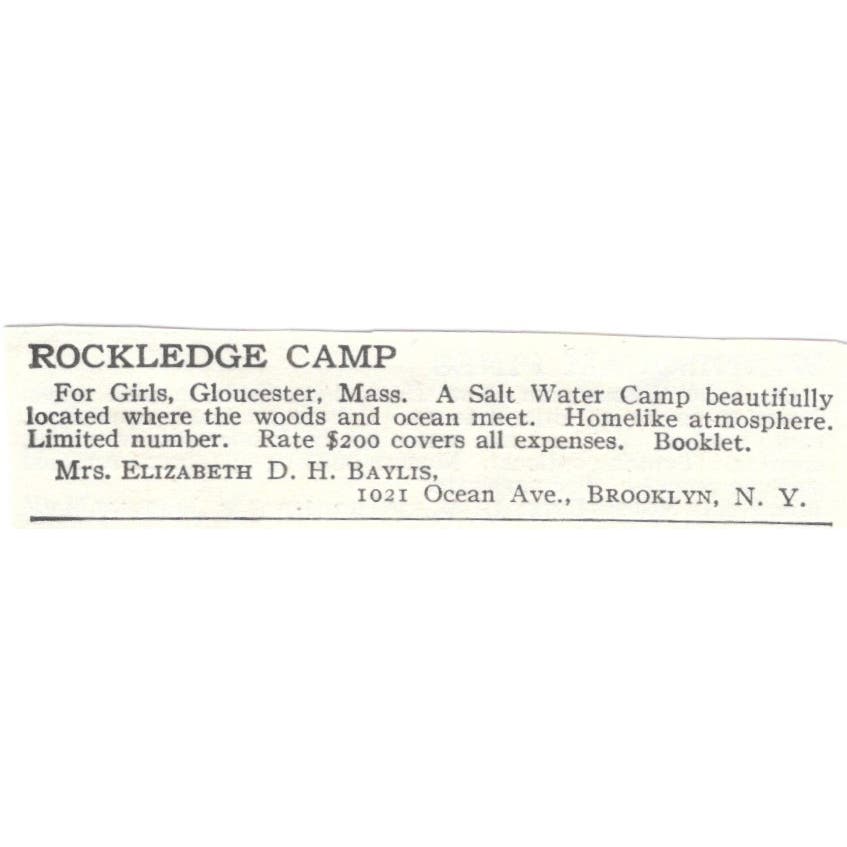 ROCKLEDGE CAMP
For Girls, Gloucester, Mass. A Salt Water Camp beautifully
located where the woods and ocean meet. Homelike atmosphere.
Limited number. Rate $200 covers all expenses. Booklet.
Mrs. ELIZABETH D. H. BAYLIS,
1021 Ocean Ave., BROOKLYN, N. Y.